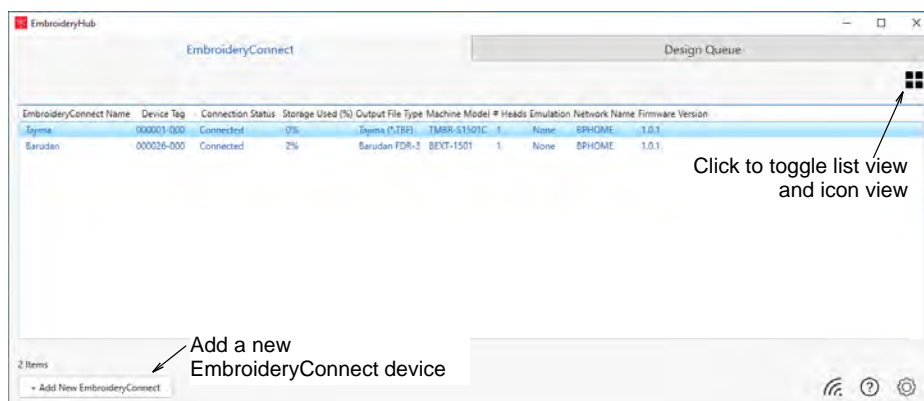 EmbroideryHub
EmbroideryConnect Design Queue
EmbroideryConnect Name Device Tag Connection Status Storage Used (%) Output File Type Machine Model # Heads Emulation Network Name Firmware Version
Tajima 000001-000 Connected 0% Tajima (*.TBF) TMBR-S1501C 1 None BPHOME 1.0.1
Barudan 000026-000 Connected 2% Barudan FDR-3 BEXT-1501 1 None BPHOME 1.0.1
Click to toggle list view
and icon view
Add a new
EmbroideryConnect device
2 Items
+ Add New EmbroideryConnect